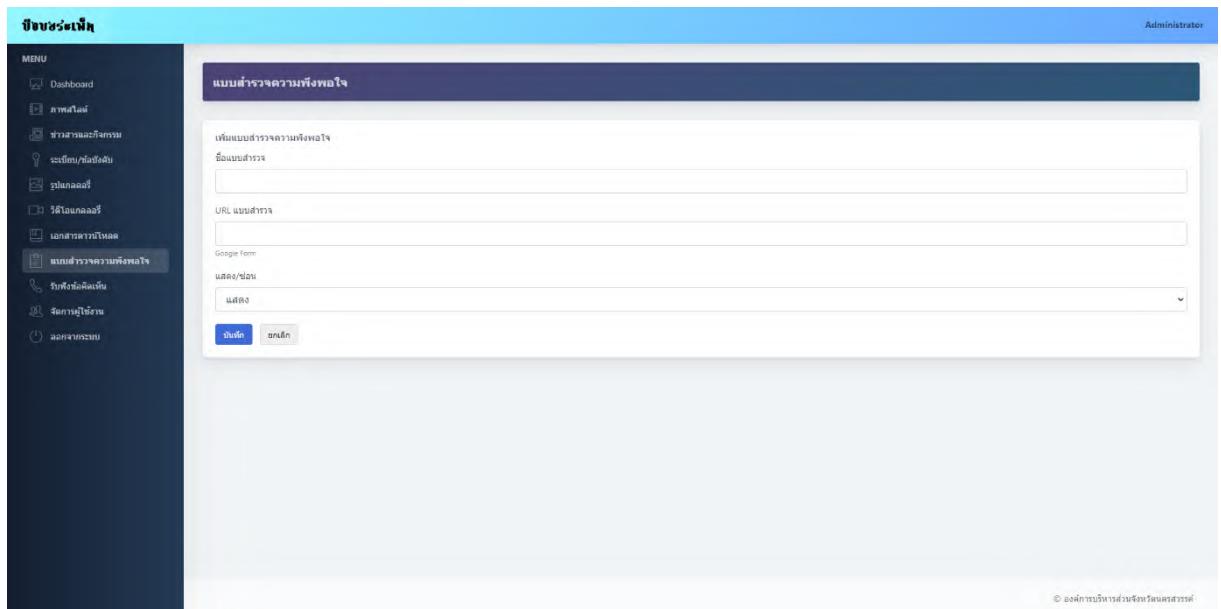 บึงบอระเพ็ด
Administrator
MENU
Dashboard
ภาพสไลด์
ข่าวสารและกิจกรรม
ระเบียบ/ข้อบังคับ
รูปแกลลอรี่
วิดีโอแกลลอรี่
เอกสารดาวน์โหลด
แบบสำรวจความพึงพอใจ
รับฟังข้อคิดเห็น
จัดการผู้ใช้งาน
ออกจากระบบ
แบบสำรวจความพึงพอใจ
เพิ่มแบบสำรวจความพึงพอใจ
ชื่อแบบสำรวจ
URL แบบสำรวจ
Google Form
แสดง/ซ่อน
แสดง
บันทึก ยกเลิก
© องค์การบริหารส่วนจังหวัดนครสวรรค์